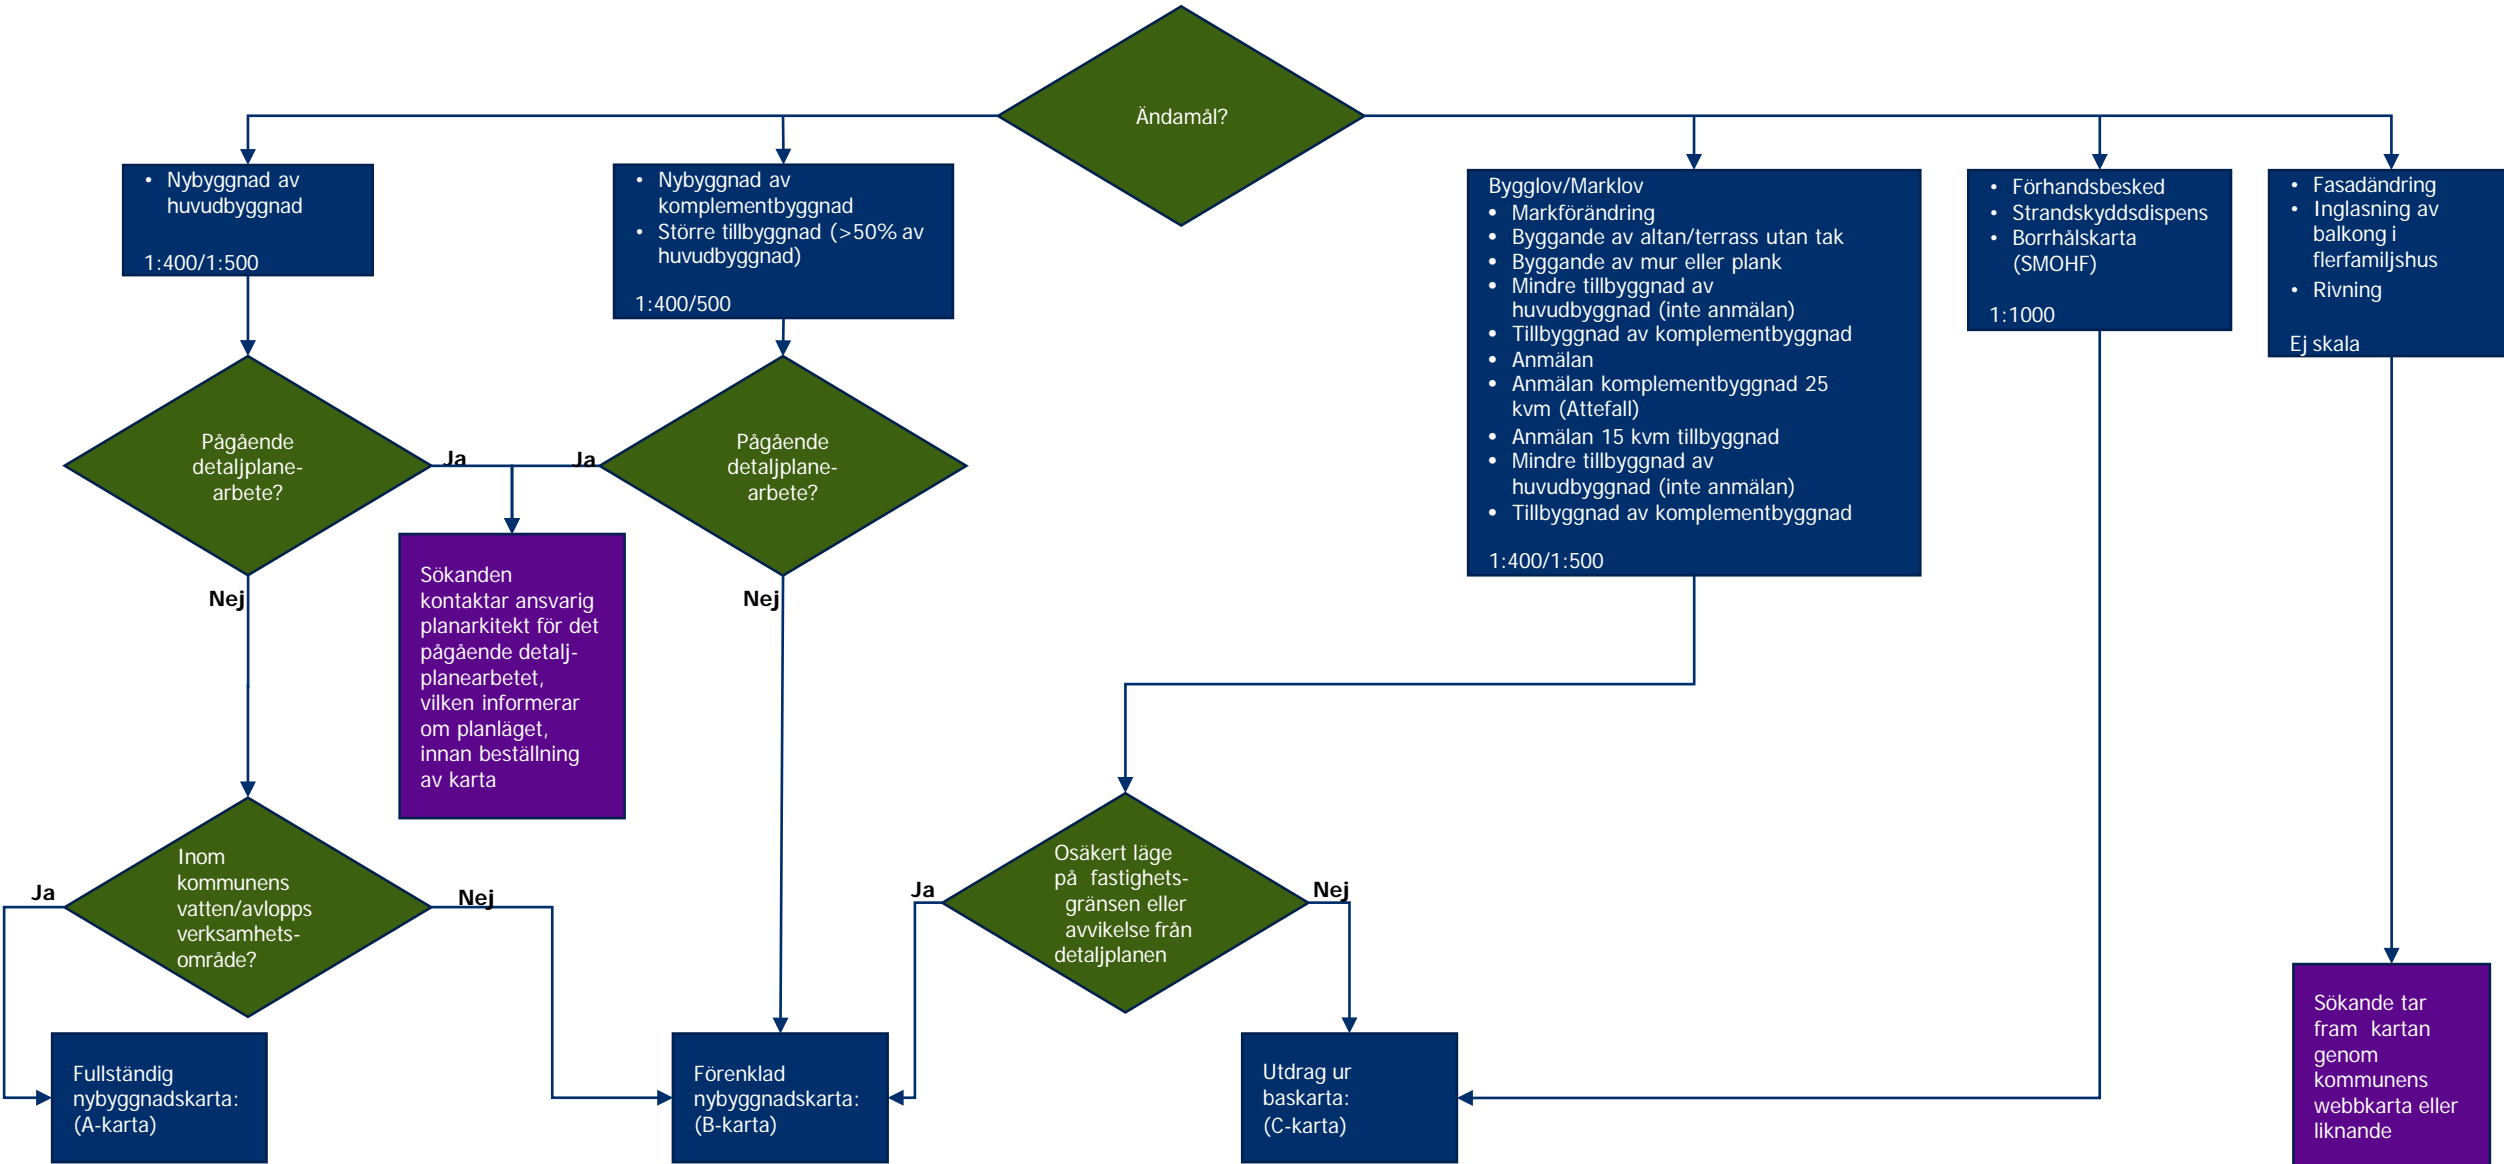 Ändamål?
• Nybyggnad av
huvudbyggnad
1:400/1:500
• Nybyggnad av
komplementbyggnad
• Större tillbyggnad (>50% av
huvudbyggnad)
1:400/500
Bygglov/Marklov
• Markförändring
• Byggande av altan/terrass utan tak
• Byggande av mur eller plank
• Mindre tillbyggnad av
huvudbyggnad (inte anmälan)
• Tillbyggnad av komplementbyggnad
• Anmälan
• Anmälan komplementbyggnad 25
kvm (Attefall)
• Anmälan 15 kvm tillbyggnad
• Mindre tillbyggnad av
huvudbyggnad (inte anmälan)
• Tillbyggnad av komplementbyggnad
1:400/1:500
• Förhandsbesked
• Strandskyddsdispens
• Borrhålskarta
(SMOHF)
1:1000
• Fasadändring
• Inglasning av
balkong i
flerfamiljshus
• Rivning
Ej skala
Pågående
detaljplane-
arbete?
Ja
Ja
Pågående
detaljplane-
arbete?
Nej
Sökanden
kontaktar ansvarig
planarkitekt för det
pågående detalj-
planearbetet,
vilken informerar
om planläget,
innan beställning
av karta
Nej
Inom
kommunens
vatten/avlopps
verksamhets-
område?
Ja
Nej
Osäkert läge
på fastighets-
gränsen eller
avvikelse från
detaljplanen
Ja
Nej
Fullständig
nybyggnadskarta:
(A-karta)
Förenklad
nybyggnadskarta:
(B-karta)
Utdrag ur
baskarta:
(C-karta)
Sökande tar
fram kartan
genom
kommunens
webbkarta eller
liknande